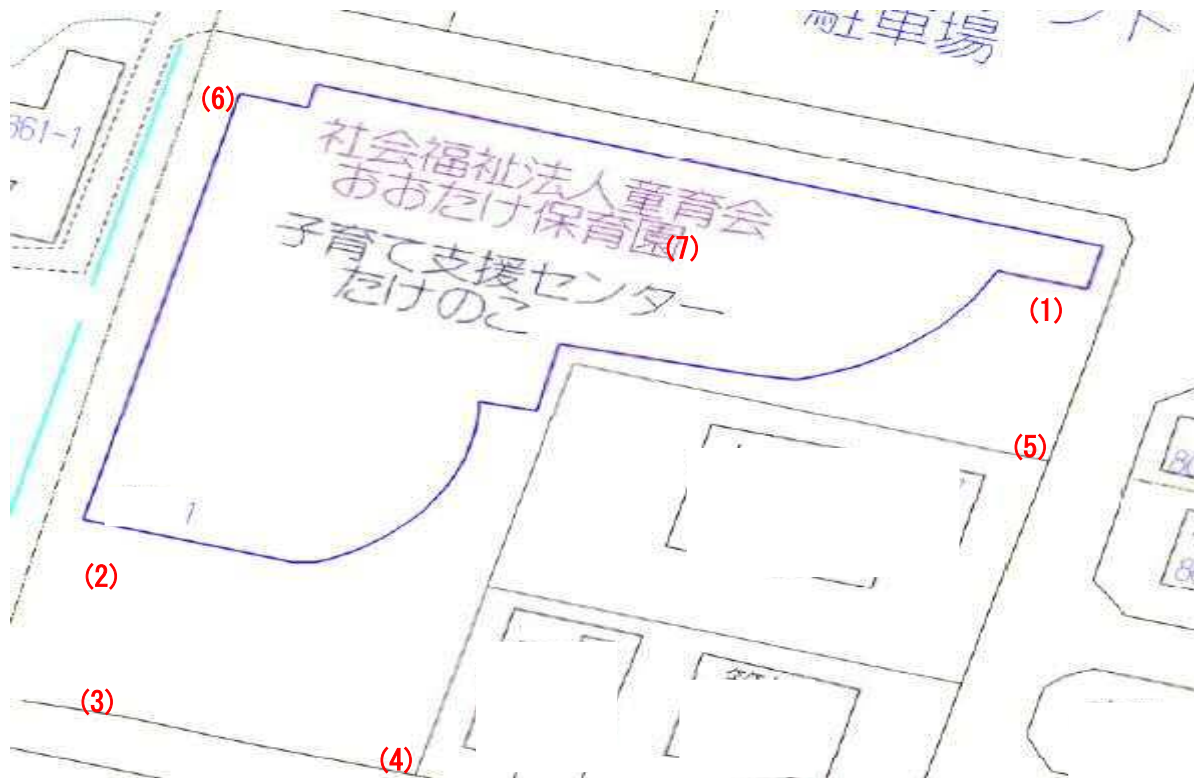 駐車場
(6)
361-1
社会福祉法人童育会
おおたけ保育園
(7)
子育て支援センター
たけのこ
(1)
(5)
1
(2)
(3)
(4)